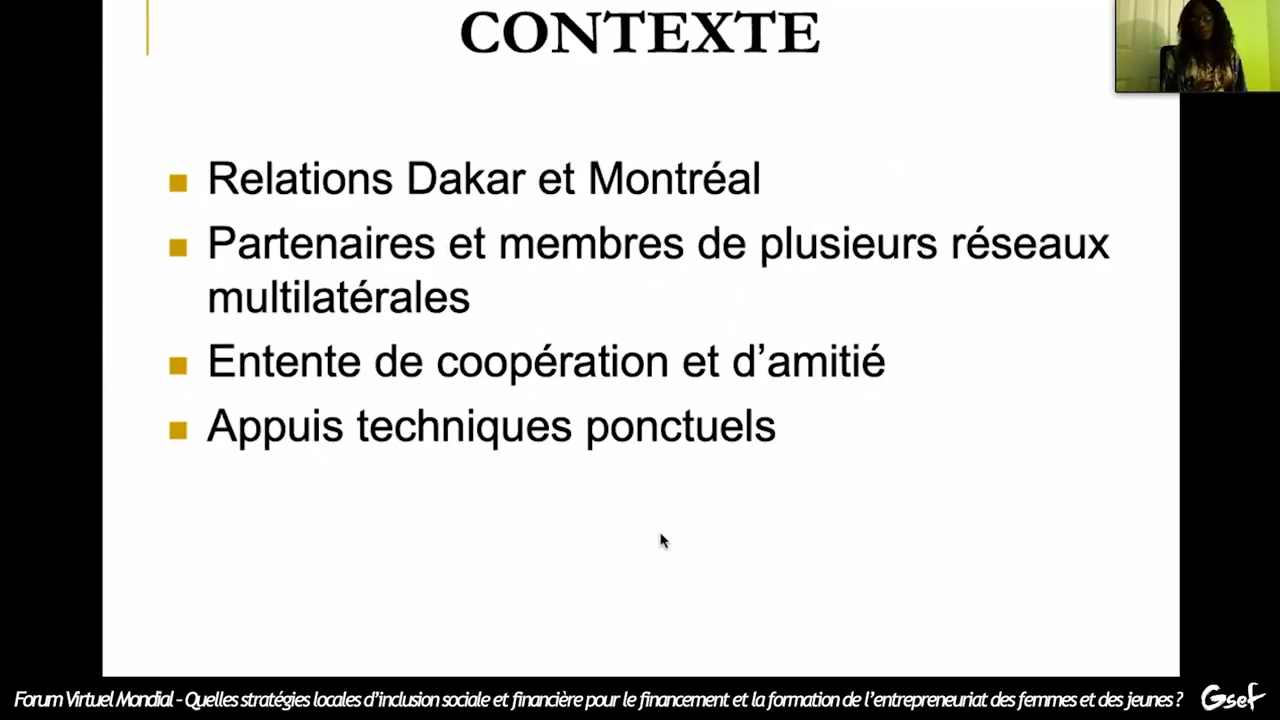 CONTEXTE
Relations Dakar et Montréal
Partenaires et membres de plusieurs réseaux
multilatérales
Entente de coopération et d’amitié
Appuis techniques ponctuels
Forum Virtuel Mondial - Quelles stratégies locales d’inclusion sociale et financière pour le financement et la formation de l’entrepreneuriat des femmes et des jeunes ?
Gsef